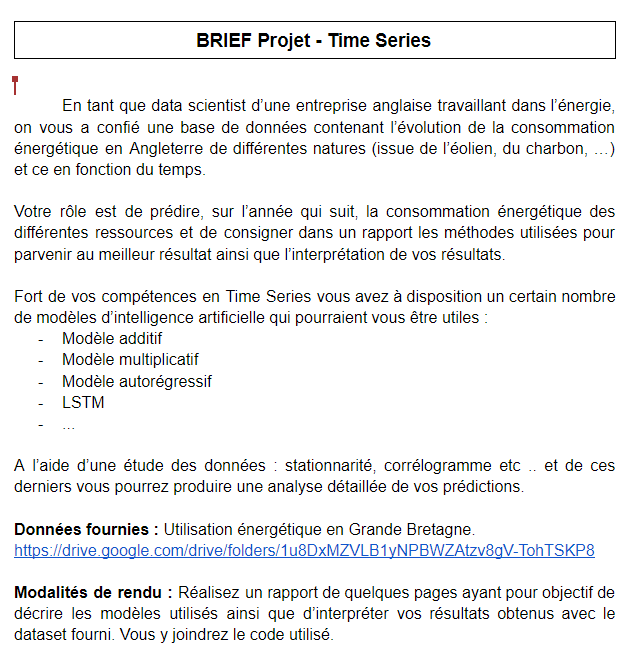 BRIEF Projet - Time Series
En tant que data scientist d’une entreprise anglaise travaillant dans l’énergie,
on vous a confié une base de données contenant l’évolution de la consommation
énergétique en Angleterre de différentes natures (issue de l’éolien, du charbon, …)
et ce en fonction du temps.
Votre rôle est de prédire, sur l’année qui suit, la consommation énergétique des
différentes ressources et de consigner dans un rapport les méthodes utilisées pour
parvenir au meilleur résultat ainsi que l’interprétation de vos résultats.
Fort de vos compétences en Time Series vous avez à disposition un certain nombre
de modèles d’intelligence artificielle qui pourraient vous être utiles :
- Modèle additif
- Modèle multiplicatif
- Modèle autorégressif
- LSTM
- ...
A l’aide d’une étude des données : stationnarité, corrélogramme etc .. et de ces
derniers vous pourrez produire une analyse détaillée de vos prédictions.
Données fournies : Utilisation énergétique en Grande Bretagne.
https://drive.google.com/drive/folders/1u8DxMZVLB1yNPBWZAtzv8gV-TohTSKP8
Modalités de rendu : Réalisez un rapport de quelques pages ayant pour objectif de
décrire les modèles utilisés ainsi que d’interpréter vos résultats obtenus avec le
dataset fourni. Vous y joindrez le code utilisé.